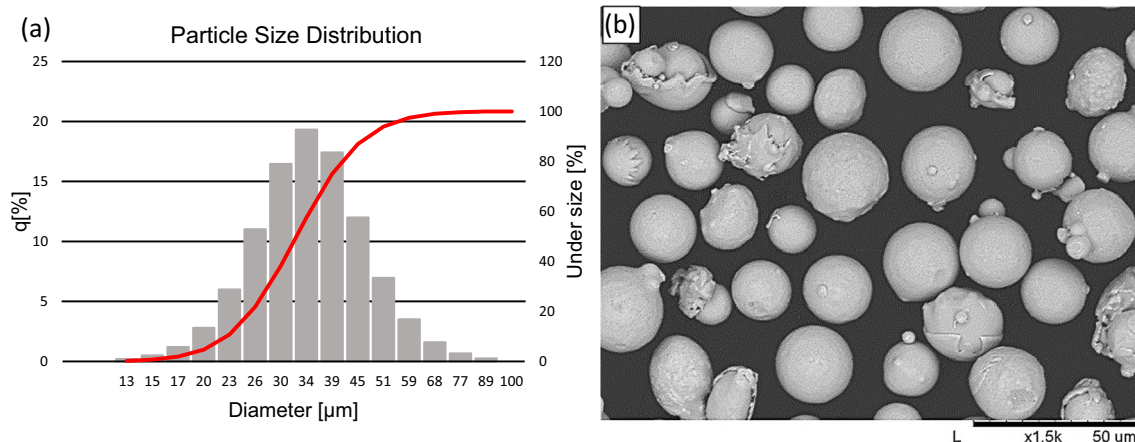 (a)
Particle Size Distribution
q[%]
25
20
15
10
5
0
120
100
80
60
40
20
0
Under size [%]
13 15 17 20 23 26 30 34 39 45 51 59 68 77 89 100
Diameter [µm]
(b)
L x1.5k 50 um